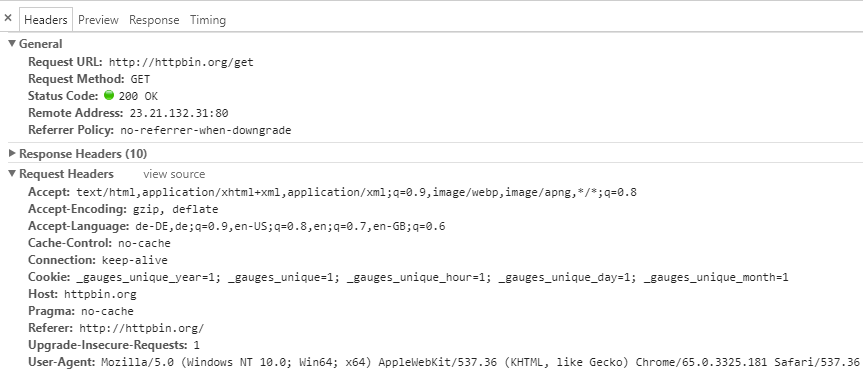 × Headers Preview Response Timing
▼ General
Request URL: http://httpbin.org/get
Request Method: GET
Status Code: 200 OK
Remote Address: 23.21.132.31:80
Referrer Policy: no-referrer-when-downgrade
▶ Response Headers (10)
▼ Request Headers view source
Accept: text/html,application/xhtml+xml,application/xml;q=0.9,image/webp,image/apng,*/*;q=0.8
Accept-Encoding: gzip, deflate
Accept-Language: de-DE,de;q=0.9,en-US;q=0.8,en;q=0.7,en-GB;q=0.6
Cache-Control: no-cache
Connection: keep-alive
Cookie: _gauges_unique_year=1; _gauges_unique=1; _gauges_unique_hour=1; _gauges_unique_day=1; _gauges_unique_month=1
Host: httpbin.org
Pragma: no-cache
Referer: http://httpbin.org/
Upgrade-Insecure-Requests: 1
User-Agent: Mozilla/5.0 (Windows NT 10.0; Win64; x64) AppleWebKit/537.36 (KHTML, like Gecko) Chrome/65.0.3325.181 Safari/537.36